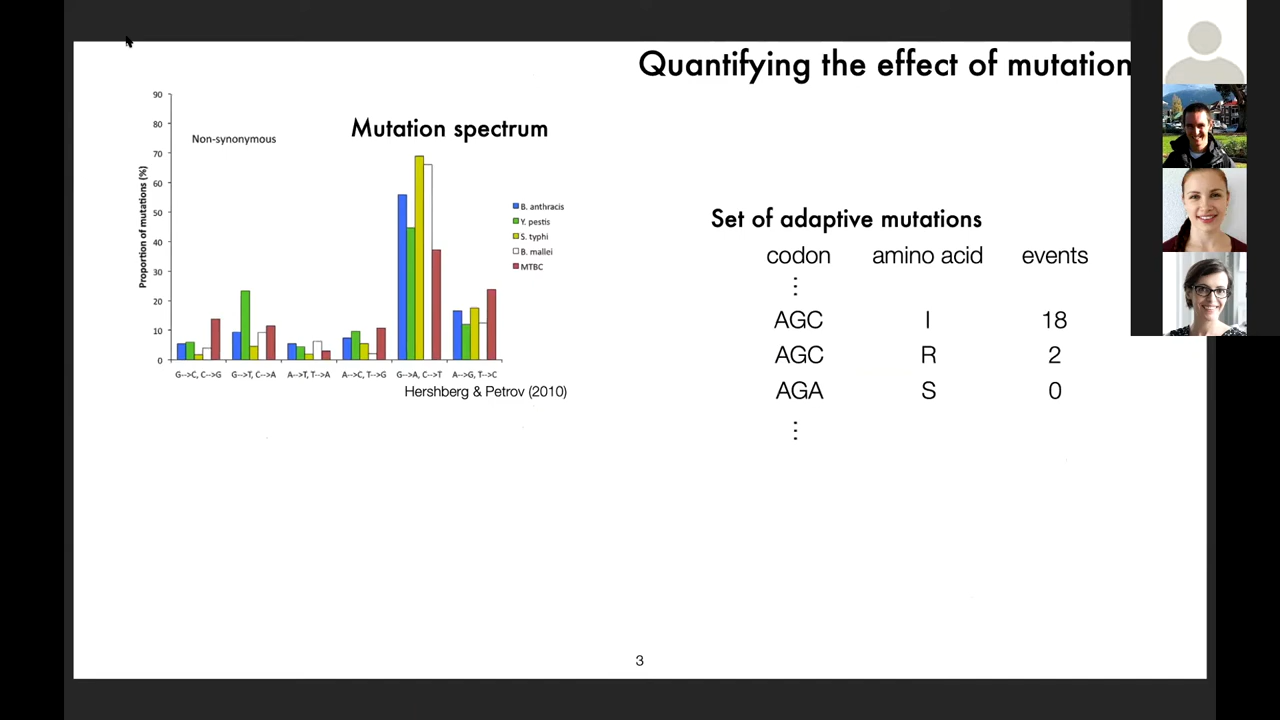 Quantifying the effect of mutation
Mutation spectrum
Non-synonymous
Proportion of mutations (%)
90
80
70
60
50
40
30
20
10
0
B. anthracis
Y. pestis
S. typhi
B. mallei
MTBC
G-->C, C-->G G-->T, C-->A A-->T, T-->A A-->C, T-->G G-->A, C-->T A-->G, T-->C
Hershberg & Petrov (2010)
Set of adaptive mutations
codon amino acid events
⋮
AGC I 18
AGC R 2
AGA S 0
⋮
3